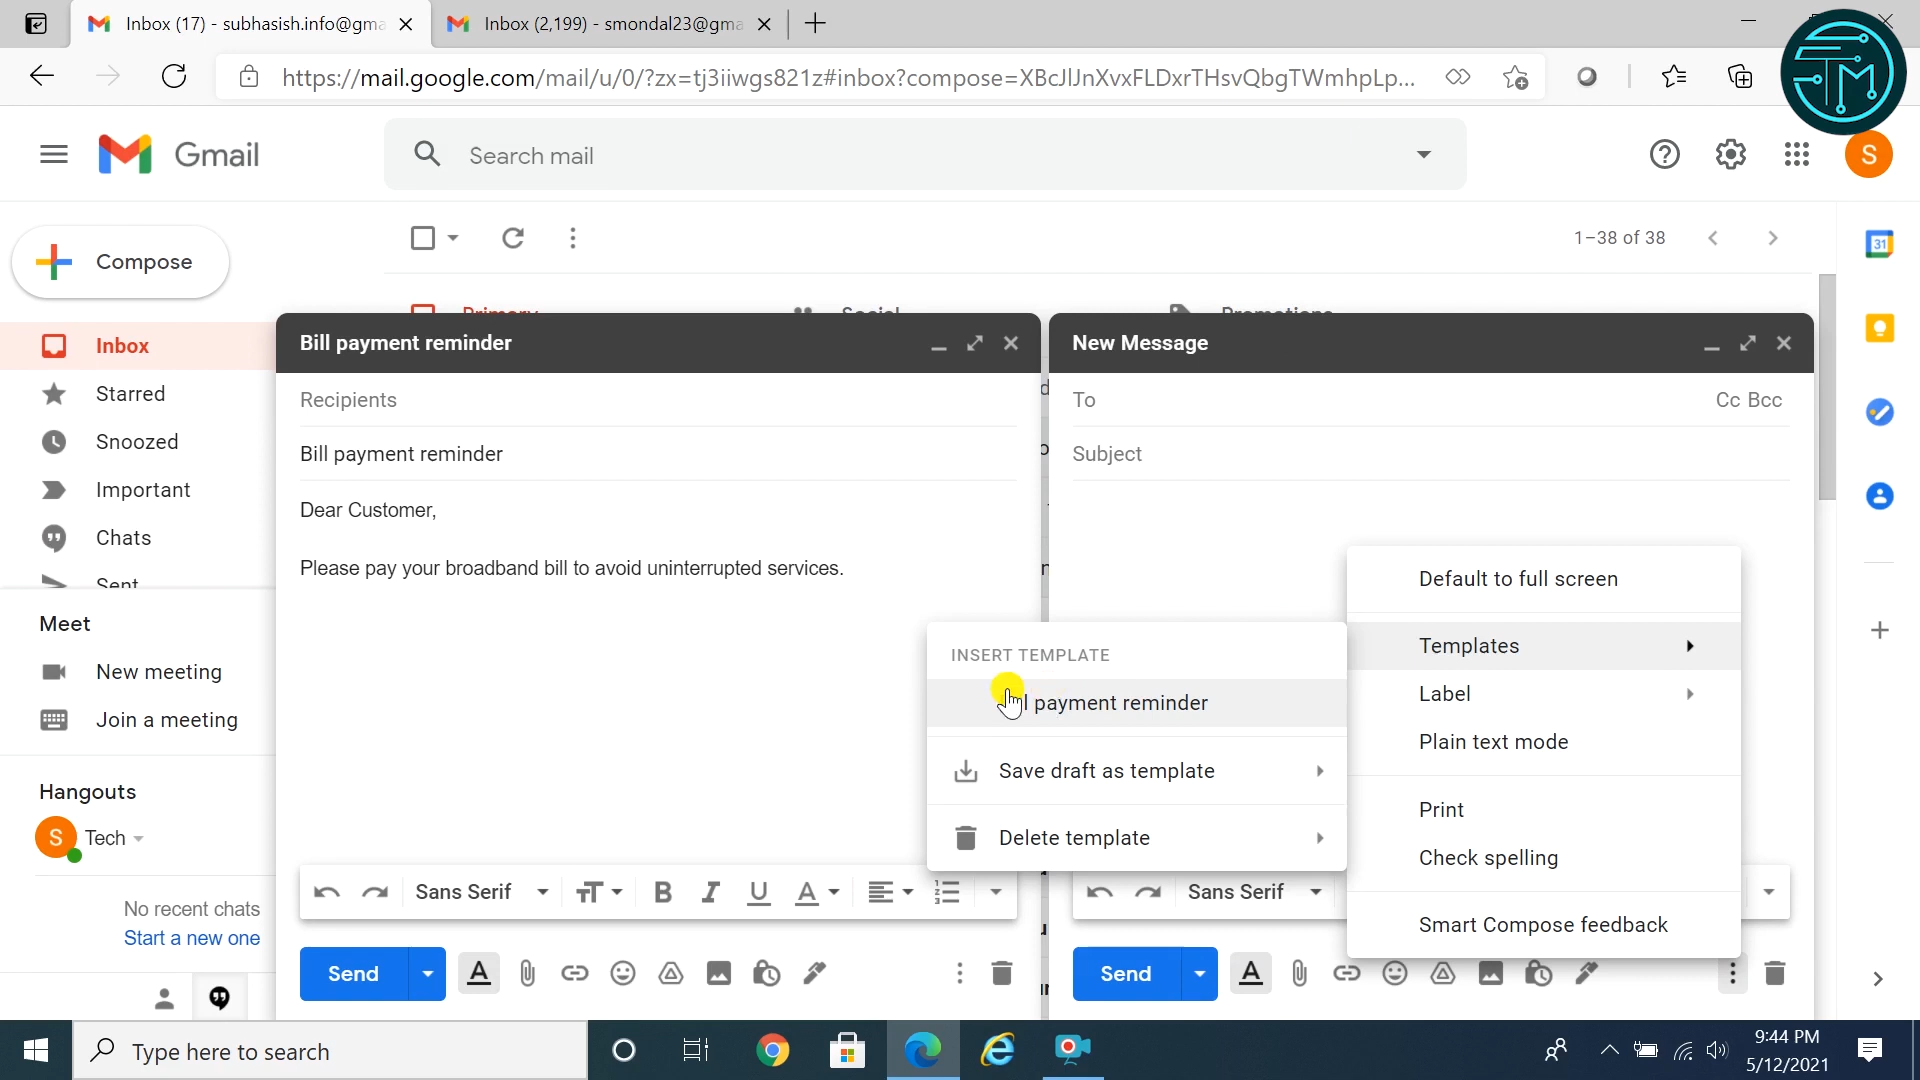 Inbox (17) - subhasish.info@gma
Inbox (2,199) - smondal23@gma
https://mail.google.com/mail/u/0/?zx=tj3iiwgs821z#inbox?compose=XBcJlJnXvxFLDxrTHsvQbgTWmhpLp...
TM
Gmail
Search mail
S
Compose
1–38 of 38
31
Primary
Social
Promotions
Inbox
Starred
Snoozed
Important
Chats
Sent
Meet
New meeting
Join a meeting
Hangouts
S
Tech
No recent chats
Start a new one
Bill payment reminder
Recipients
Bill payment reminder
Dear Customer,
Please pay your broadband bill to avoid uninterrupted services.
Sans Serif
B I U A
Send
New Message
To
Cc Bcc
Subject
Default to full screen
Templates
Label
Plain text mode
Print
Check spelling
Smart Compose feedback
INSERT TEMPLATE
l payment reminder
Save draft as template
Delete template
Sans Serif
Send
Type here to search
9:44 PM
5/12/2021